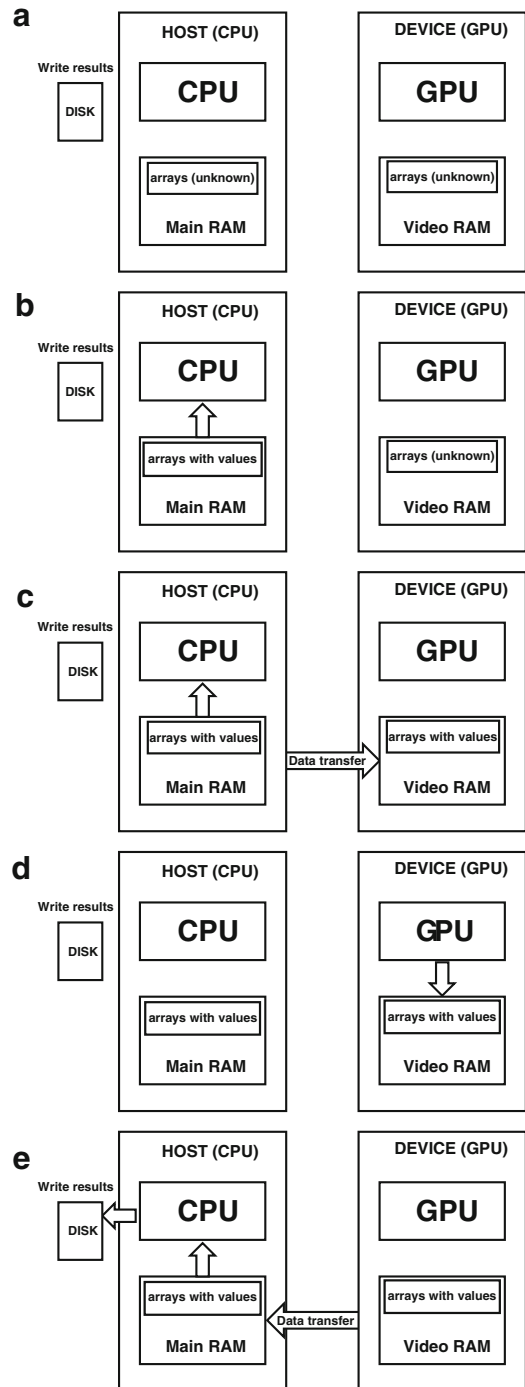 a
HOST (CPU)
DEVICE (GPU)
Write results
DISK
CPU
GPU
arrays (unknown)
arrays (unknown)
Main RAM
Video RAM
b
HOST (CPU)
DEVICE (GPU)
Write results
DISK
CPU
GPU
arrays with values
arrays (unknown)
Main RAM
Video RAM
c
HOST (CPU)
DEVICE (GPU)
Write results
DISK
CPU
GPU
arrays with values
arrays with values
Data transfer
Main RAM
Video RAM
d
HOST (CPU)
DEVICE (GPU)
Write results
DISK
CPU
GPU
arrays with values
arrays with values
Main RAM
Video RAM
e
HOST (CPU)
DEVICE (GPU)
Write results
DISK
CPU
GPU
arrays with values
arrays with values
Data transfer
Main RAM
Video RAM